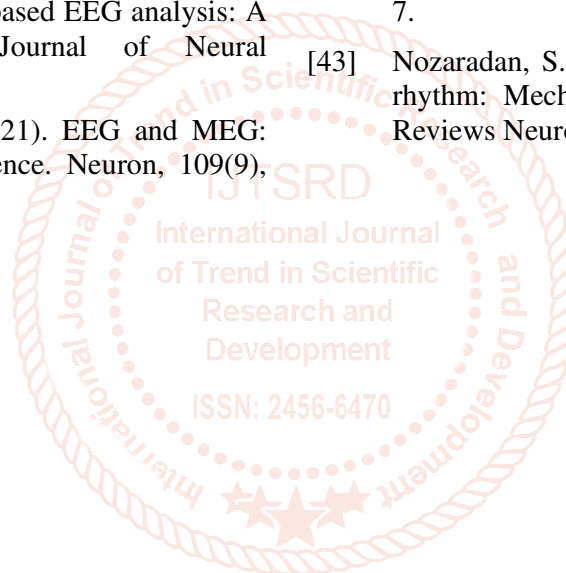 based EEG analysis: A
Journal of Neural
21). EEG and MEG:
ence. Neuron, 109(9),
7.
[43] Nozaradan, S.
rhythm: Mech
Reviews Neuro
International Journal of Trend in Scientific Research and Development
IJTSRD
International Journal
of Trend in Scientific
Research and
Development
ISSN: 2456-6470